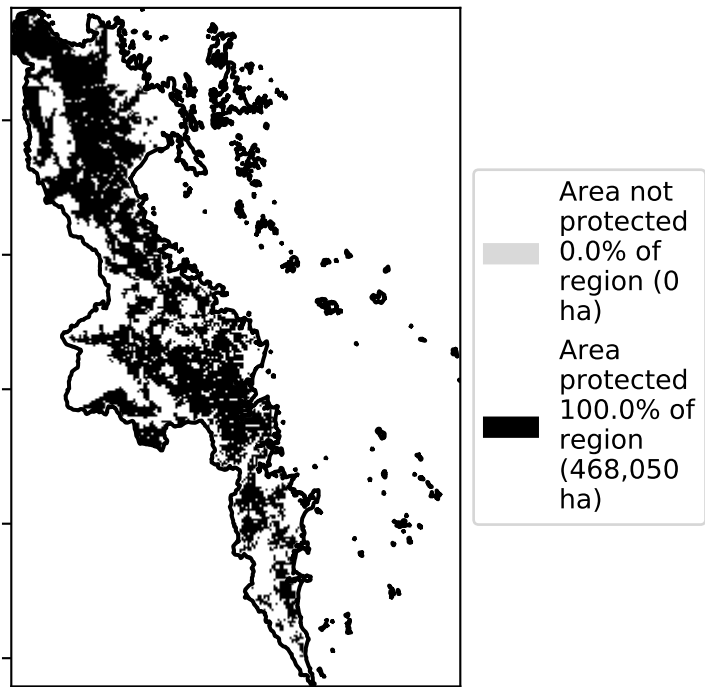 Area not
protected
0.0% of
region (0
ha)
Area
protected
100.0% of
region
(468,050
ha)